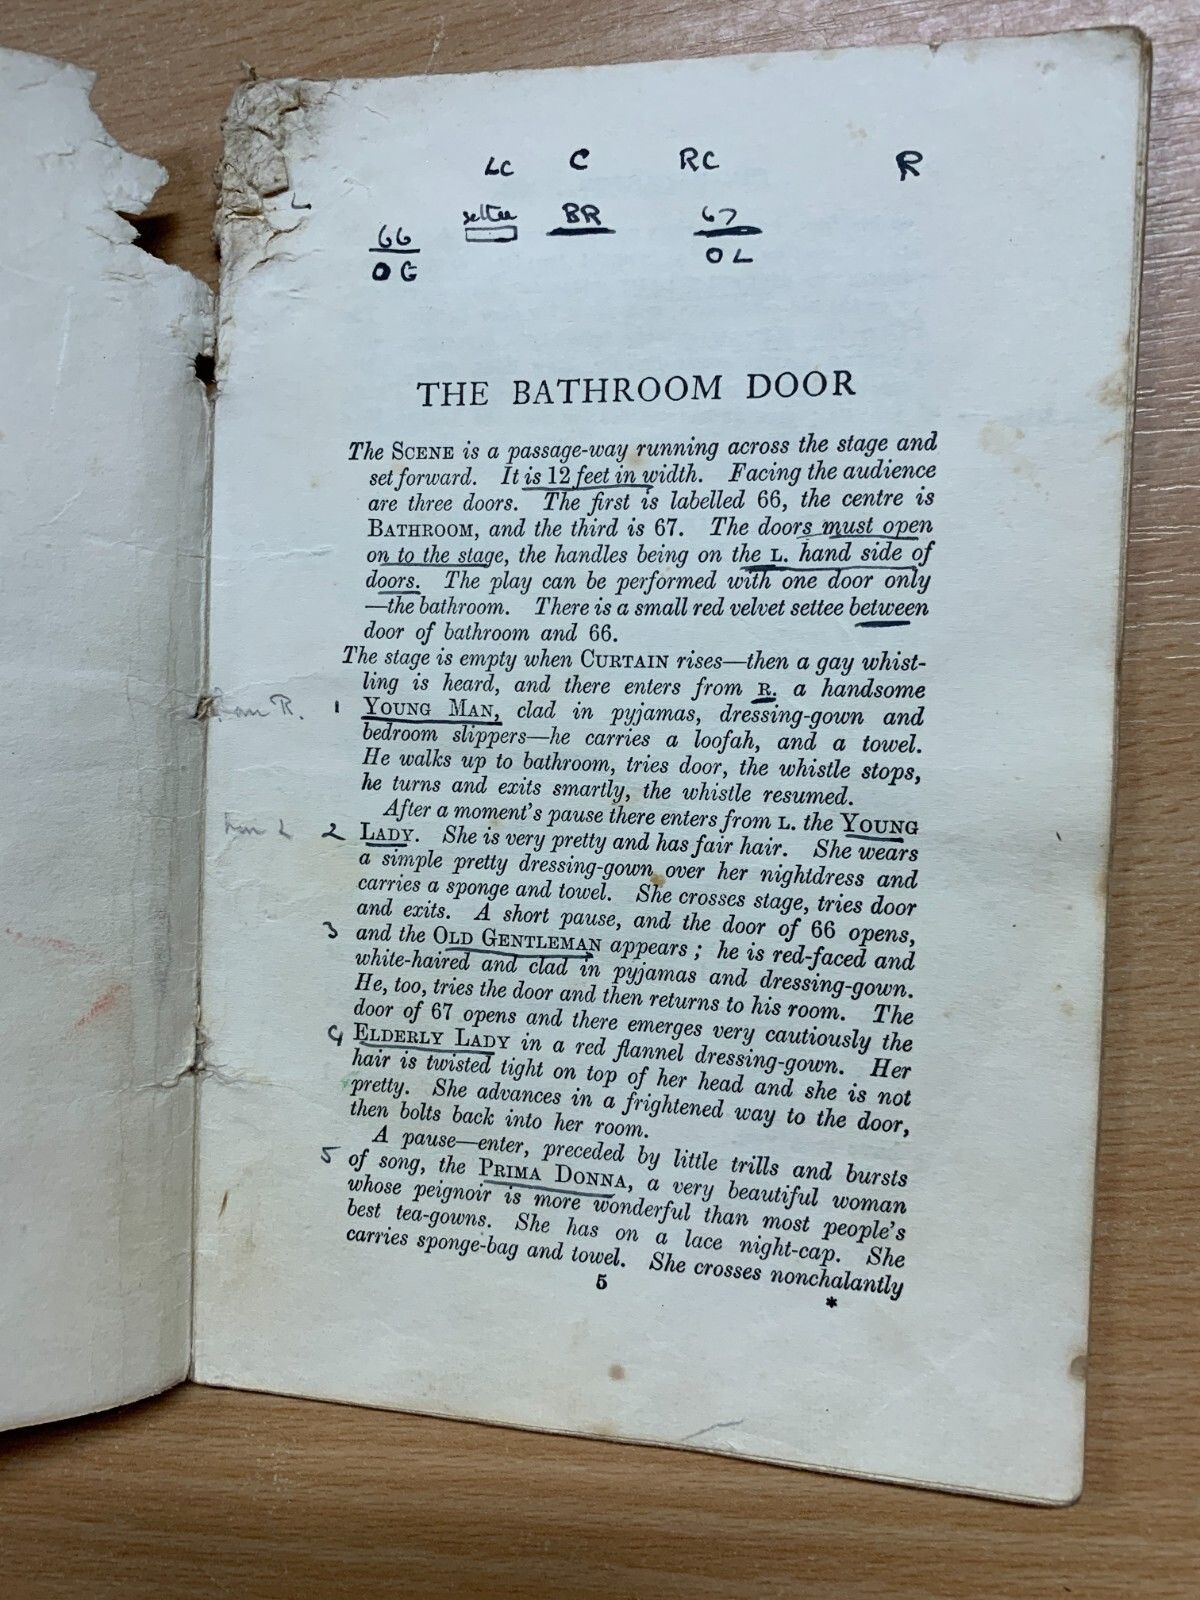 L LC C RC R
66 settee BR 67
OG OL
THE BATHROOM DOOR
The SCENE is a passage-way running across the stage and
set forward. It is 12 feet in width. Facing the audience
are three doors. The first is labelled 66, the centre is
BATHROOM, and the third is 67. The doors must open
on to the stage, the handles being on the L. hand side of
doors. The play can be performed with one door only
—the bathroom. There is a small red velvet settee between
door of bathroom and 66.
The stage is empty when CURTAIN rises—then a gay whist-
ling is heard, and there enters from R. a handsome
from R. 1 YOUNG MAN, clad in pyjamas, dressing-gown and
bedroom slippers—he carries a loofah, and a towel.
He walks up to bathroom, tries door, the whistle stops,
he turns and exits smartly, the whistle resumed.
After a moment's pause there enters from L. the YOUNG
from L 2 LADY. She is very pretty and has fair hair. She wears
a simple pretty dressing-gown over her nightdress and
carries a sponge and towel. She crosses stage, tries door
and exits. A short pause, and the door of 66 opens,
3 and the OLD GENTLEMAN appears; he is red-faced and
white-haired and clad in pyjamas and dressing-gown.
He, too, tries the door and then returns to his room. The
door of 67 opens and there emerges very cautiously the
4 ELDERLY LADY in a red flannel dressing-gown. Her
hair is twisted tight on top of her head and she is not
pretty. She advances in a frightened way to the door,
then bolts back into her room.
A pause—enter, preceded by little trills and bursts
5 of song, the PRIMA DONNA, a very beautiful woman
whose peignoir is more wonderful than most people's
best tea-gowns. She has on a lace night-cap. She
carries sponge-bag and towel. She crosses nonchalantly
5
*